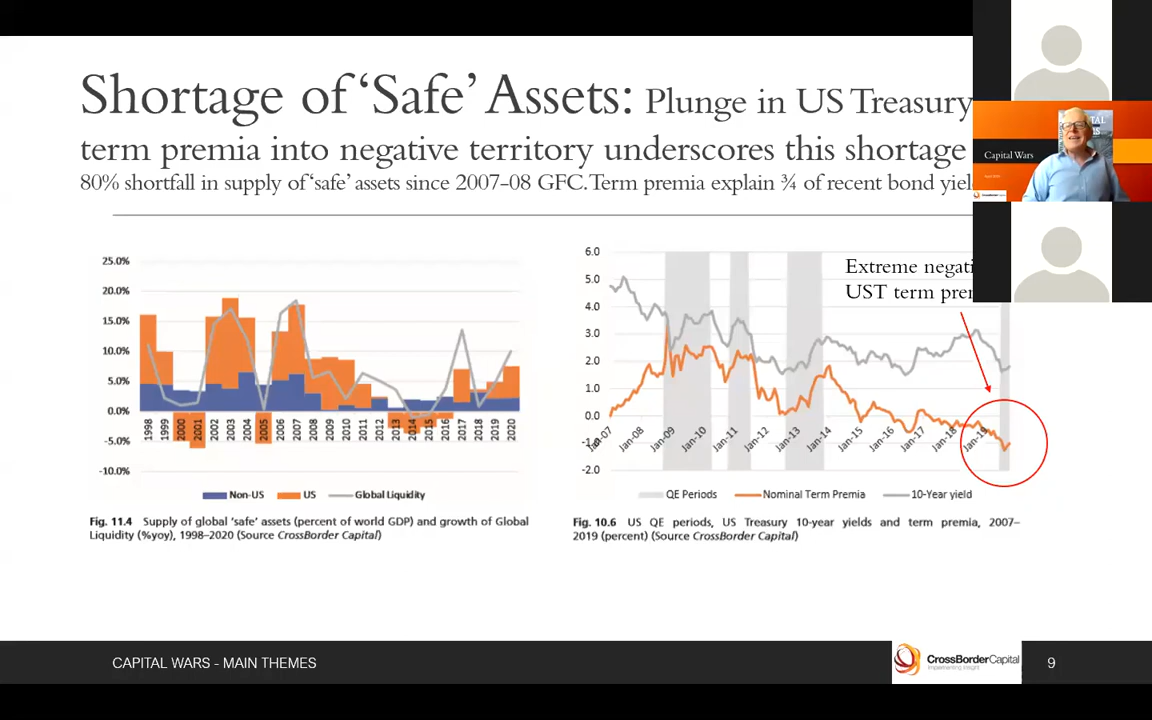 Shortage of ‘Safe’ Assets: Plunge in US Treasury
term premia into negative territory underscores this shortage
80% shortfall in supply of ‘safe’ assets since 2007-08 GFC. Term premia explain ¾ of recent bond yiel
Capital Wars
25.0%
20.0%
15.0%
10.0%
5.0%
0.0%
-5.0%
-10.0%
1998 1999 2000 2001 2002 2003 2004 2005 2006 2007 2008 2009 2010 2011 2012 2013 2014 2015 2016 2017 2018 2019 2020
Non-US US Global Liquidity
Fig. 11.4 Supply of global 'safe' assets (percent of world GDP) and growth of Global
Liquidity (%yoy), 1998–2020 (Source CrossBorder Capital)
Extreme negati
UST term pre
6.0
5.0
4.0
3.0
2.0
1.0
0.0
-1.0
-2.0
Jan-07 Jan-08 Jan-09 Jan-10 Jan-11 Jan-12 Jan-13 Jan-14 Jan-15 Jan-16 Jan-17 Jan-18 Jan-19
QE Periods Nominal Term Premia 10-Year yield
Fig. 10.6 US QE periods, US Treasury 10-year yields and term premia, 2007–
2019 (percent) (Source CrossBorder Capital)
CAPITAL WARS - MAIN THEMES
CrossBorderCapital
9